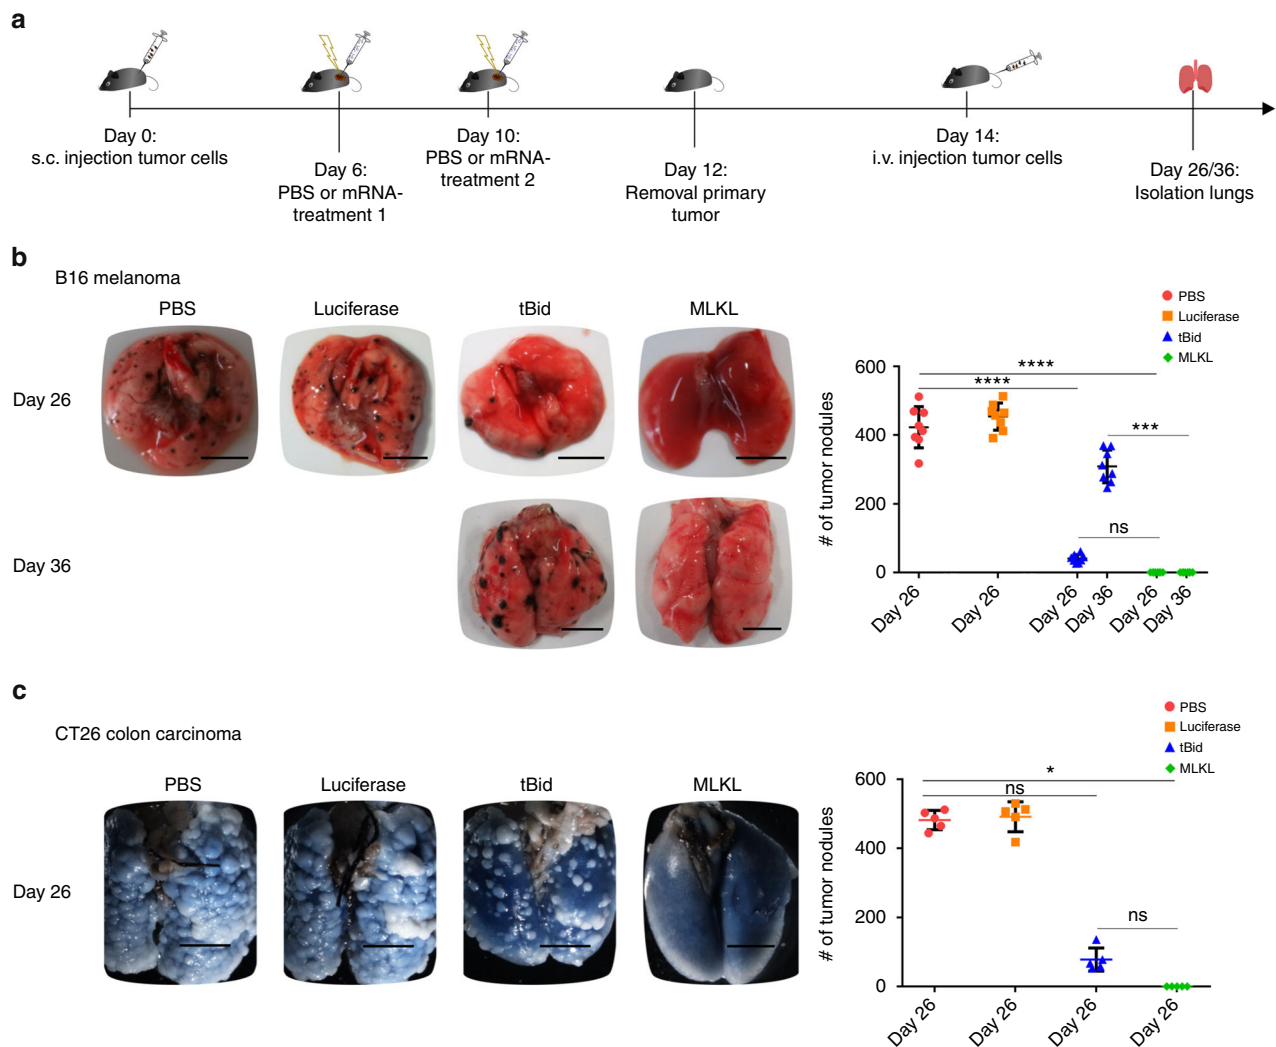 a
Day 0:
s.c. injection tumor cells
Day 6:
PBS or mRNA-
treatment 1
Day 10:
PBS or mRNA-
treatment 2
Day 12:
Removal primary
tumor
Day 14:
i.v. injection tumor cells
Day 26/36:
Isolation lungs
b
B16 melanoma
PBS
Luciferase
tBid
MLKL
Day 26
Day 36
PBS
Luciferase
tBid
MLKL
# of tumor nodules
600
400
200
0
****
****
***
ns
Day 26
Day 26
Day 26
Day 36
Day 26
Day 36
c
CT26 colon carcinoma
PBS
Luciferase
tBid
MLKL
Day 26
PBS
Luciferase
tBid
MLKL
# of tumor nodules
600
400
200
0
*
ns
ns
Day 26
Day 26
Day 26
Day 26